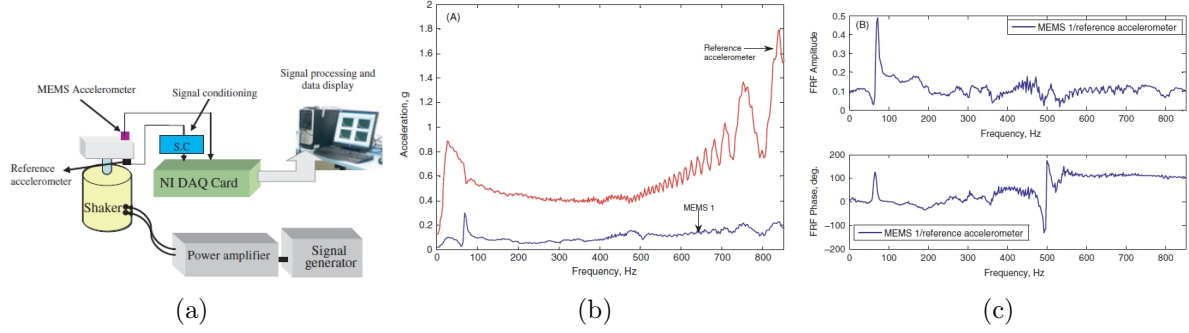 Signal processing and
data display
MEMS Accelerometer
Signal conditioning
S.C
Reference
accelerometer
NI DAQ Card
Shaker
Power amplifier
Signal
generator
(a)
(A)
2
1.8
1.6
1.4
1.2
1
0.8
0.6
0.4
0.2
0
Acceleration, g
Reference
accelerometer
MEMS 1
0 100 200 300 400 500 600 700 800
Frequency, Hz
(b)
(B)
MEMS 1/reference accelerometer
0.5
0.4
0.3
0.2
0.1
0
FRF Amplitude
0 100 200 300 400 500 600 700 800
Frequency, Hz
200
100
0
−100
200
FRF Phase, deg.
MEMS 1/reference accelerometer
0 100 200 300 400 500 600 700 800
Frequency, Hz
(c)